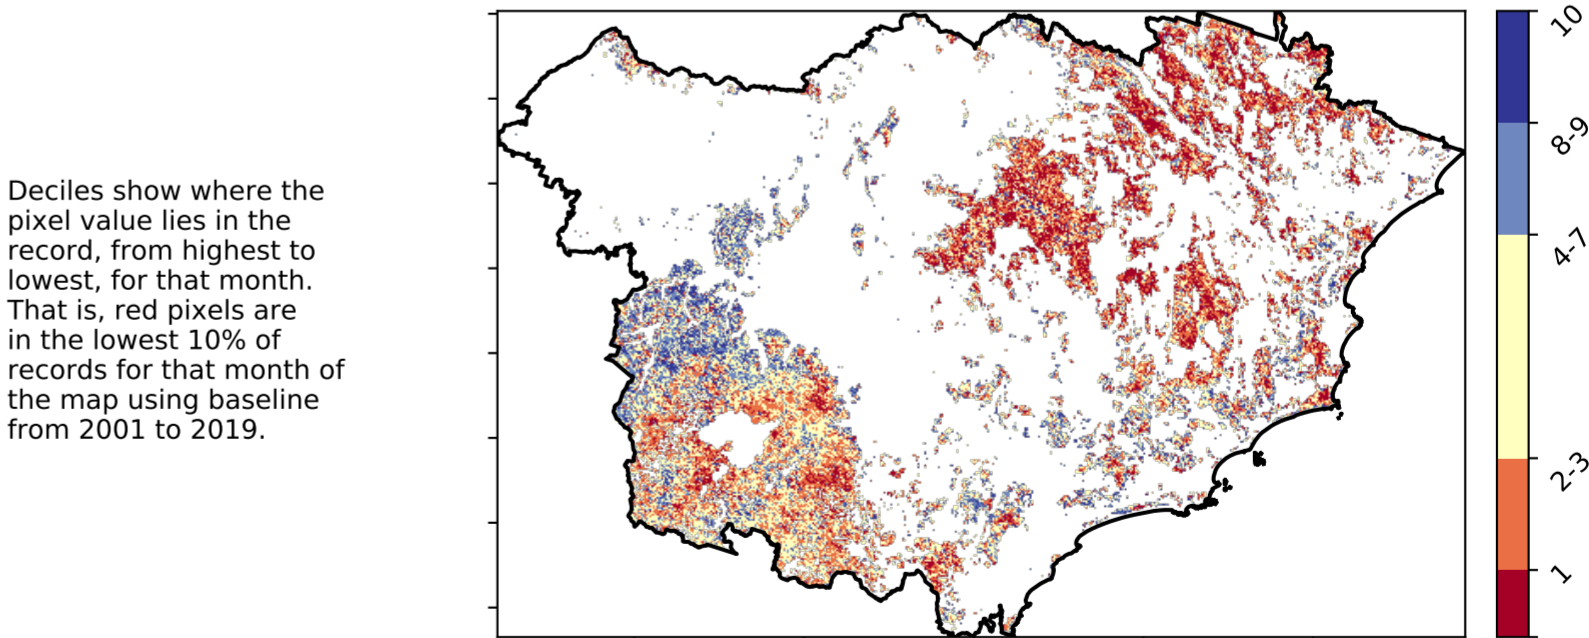 Deciles show where the
pixel value lies in the
record, from highest to
lowest, for that month.
That is, red pixels are
in the lowest 10% of
records for that month of
the map using baseline
from 2001 to 2019.
10
8-9
4-7
2-3
1